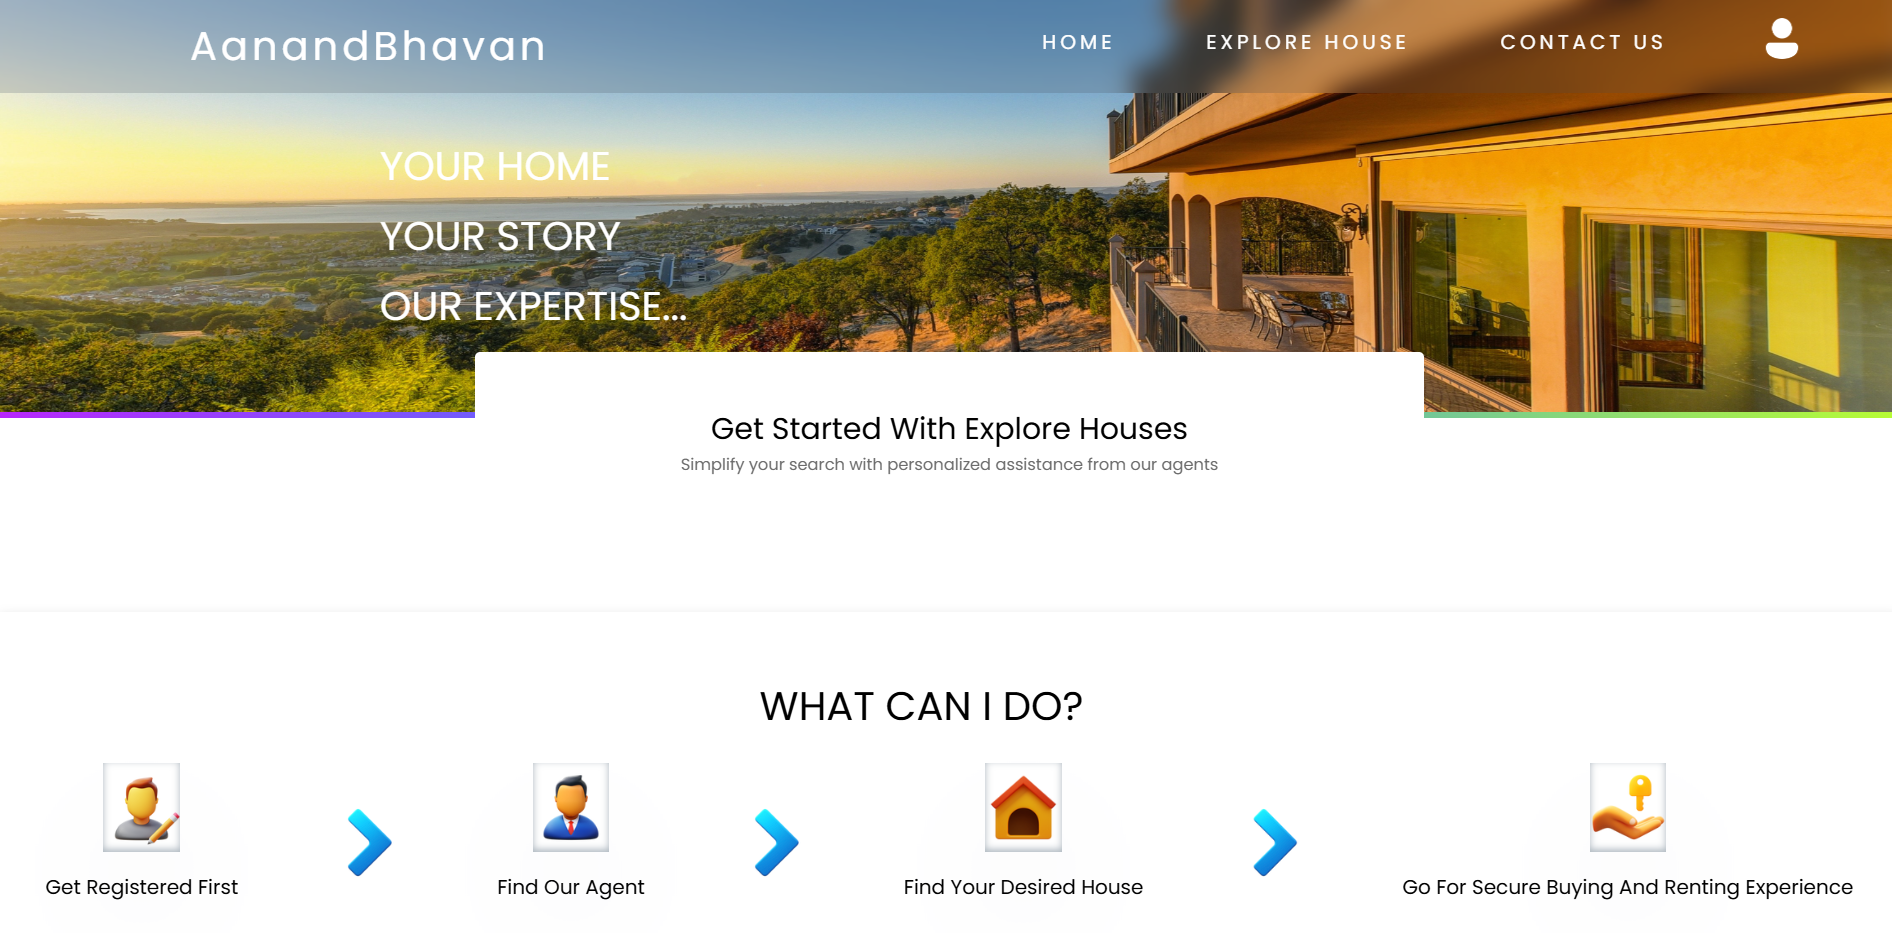 AanandBhavan
HOME
EXPLORE HOUSE
CONTACT US
YOUR HOME
YOUR STORY
OUR EXPERTISE...
Get Started With Explore Houses
Simplify your search with personalized assistance from our agents
WHAT CAN I DO?
Get Registered First
Find Our Agent
Find Your Desired House
Go For Secure Buying And Renting Experience